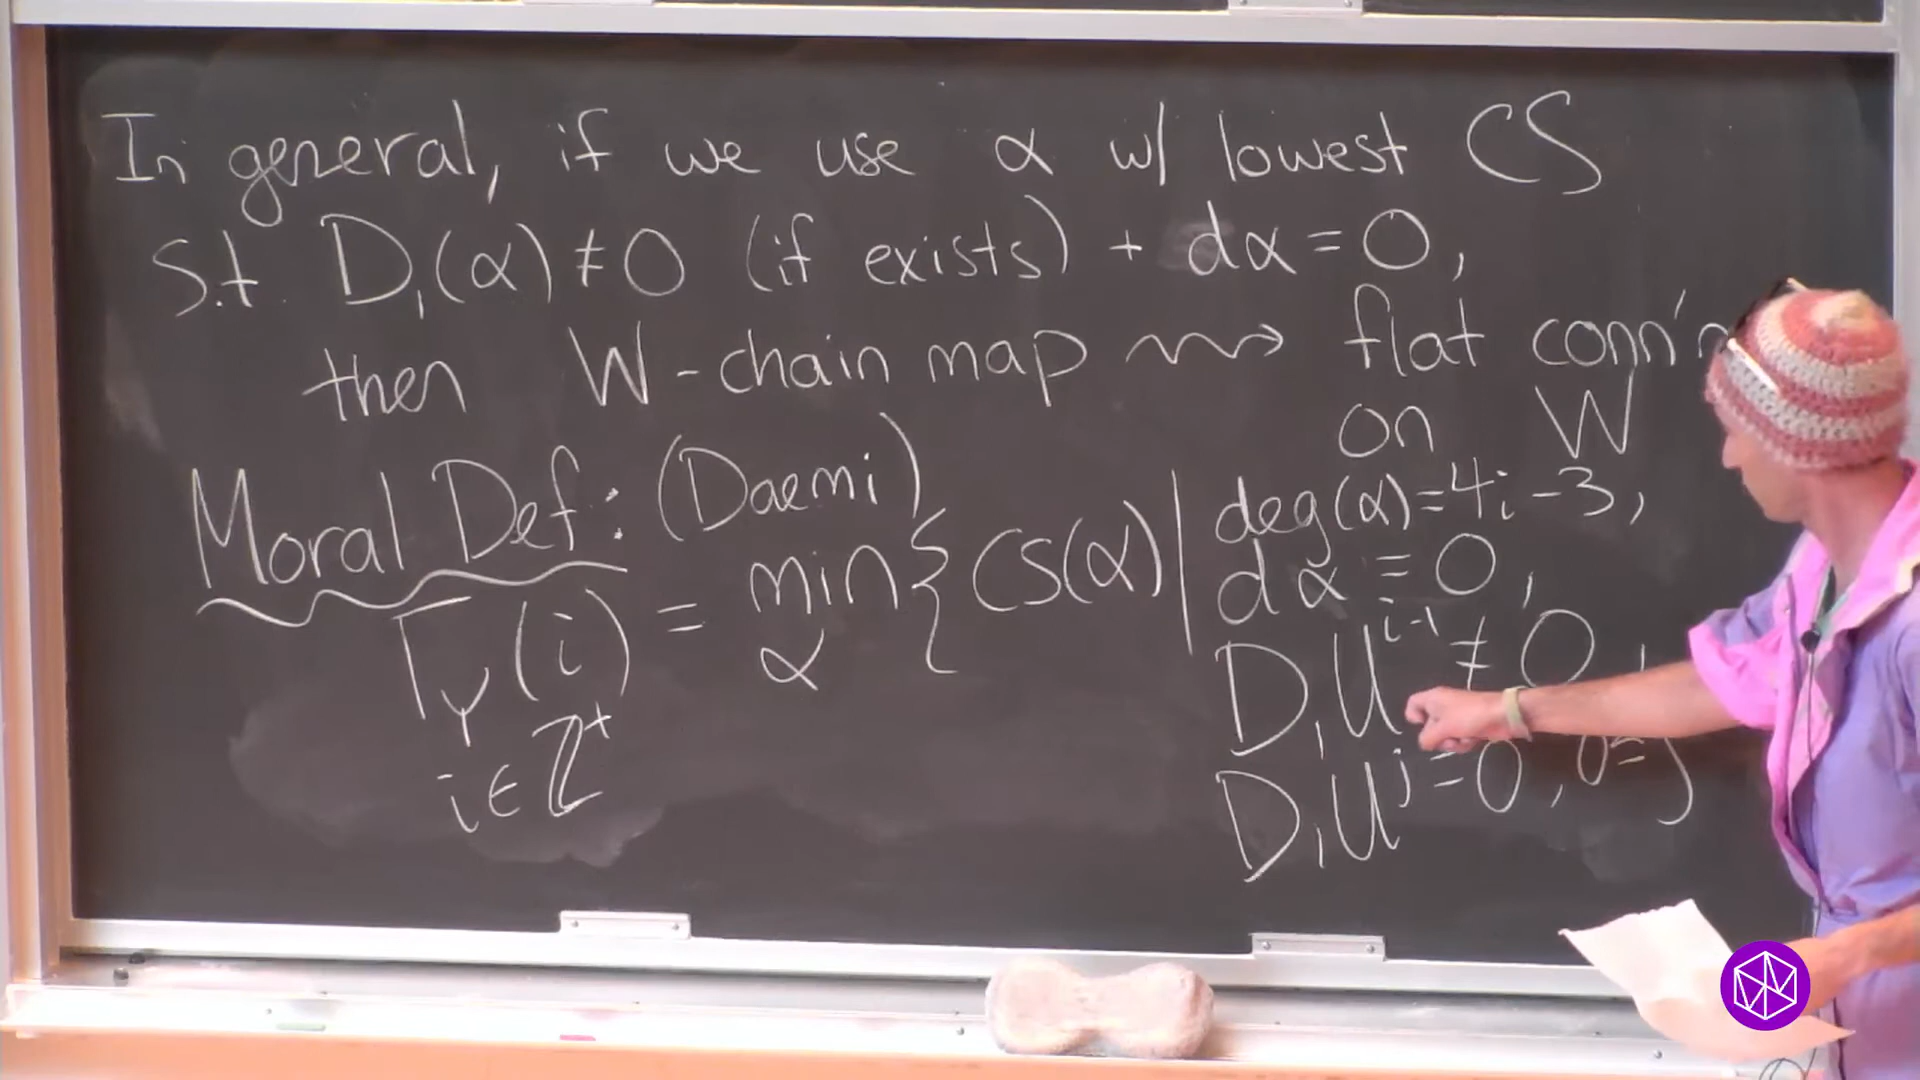 In general, if we use α w/ lowest CS
s.t. D₁(α) ≠ 0 (if exists) + dα = 0,
then W-chain map ⇝ flat conn'n
on W
Moral Def: (Daemi)
Γ_Y(i) = min_α { CS(α) | deg(α) = 4i-3,
dα = 0,
D₁U^{i-1} ≠ 0,
D₁U^j = 0, 0 ≤ j
i ∈ ℤ⁺